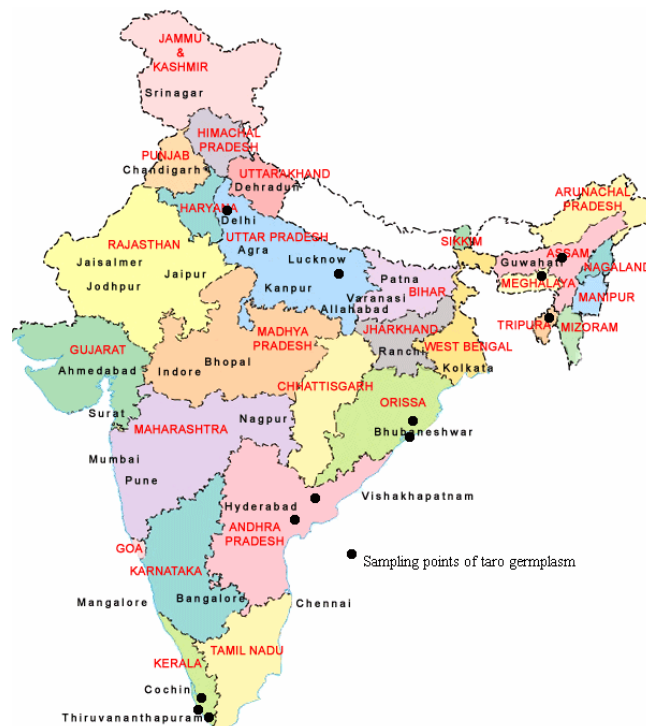 JAMMU
&
KASHMIR
Srinagar
HIMACHAL
PRADESH
PUNJAB
Chandigarh
UTTARAKHAND
Dehradun
HARYANA
Delhi
ARUNACHAL
PRADESH
RAJASTHAN
UTTAR PRADESH
SIKKIM
ASSAM
Jaisalmer
Agra
Lucknow
Guwahati
NAGALAND
Jaipur
Jodhpur
Kanpur
Patna
BIHAR
MEGHALAYA
Varanasi
Allahabad
MANIPUR
MADHYA
PRADESH
JHARKHAND
TRIPURA
MIZORAM
GUJARAT
Bhopal
Ranchi
WEST BENGAL
Ahmedabad
Indore
Kolkata
CHHATTISGARH
Surat
ORISSA
MAHARASHTRA
Nagpur
Bhubaneshwar
Mumbai
Pune
Hyderabad
Vishakhapatnam
ANDHRA
PRADESH
GOA
Sampling points of taro germplasm
KARNATAKA
Mangalore
Bangalore
Chennai
KERALA
TAMIL NADU
Cochin
Thiruvananthapuram